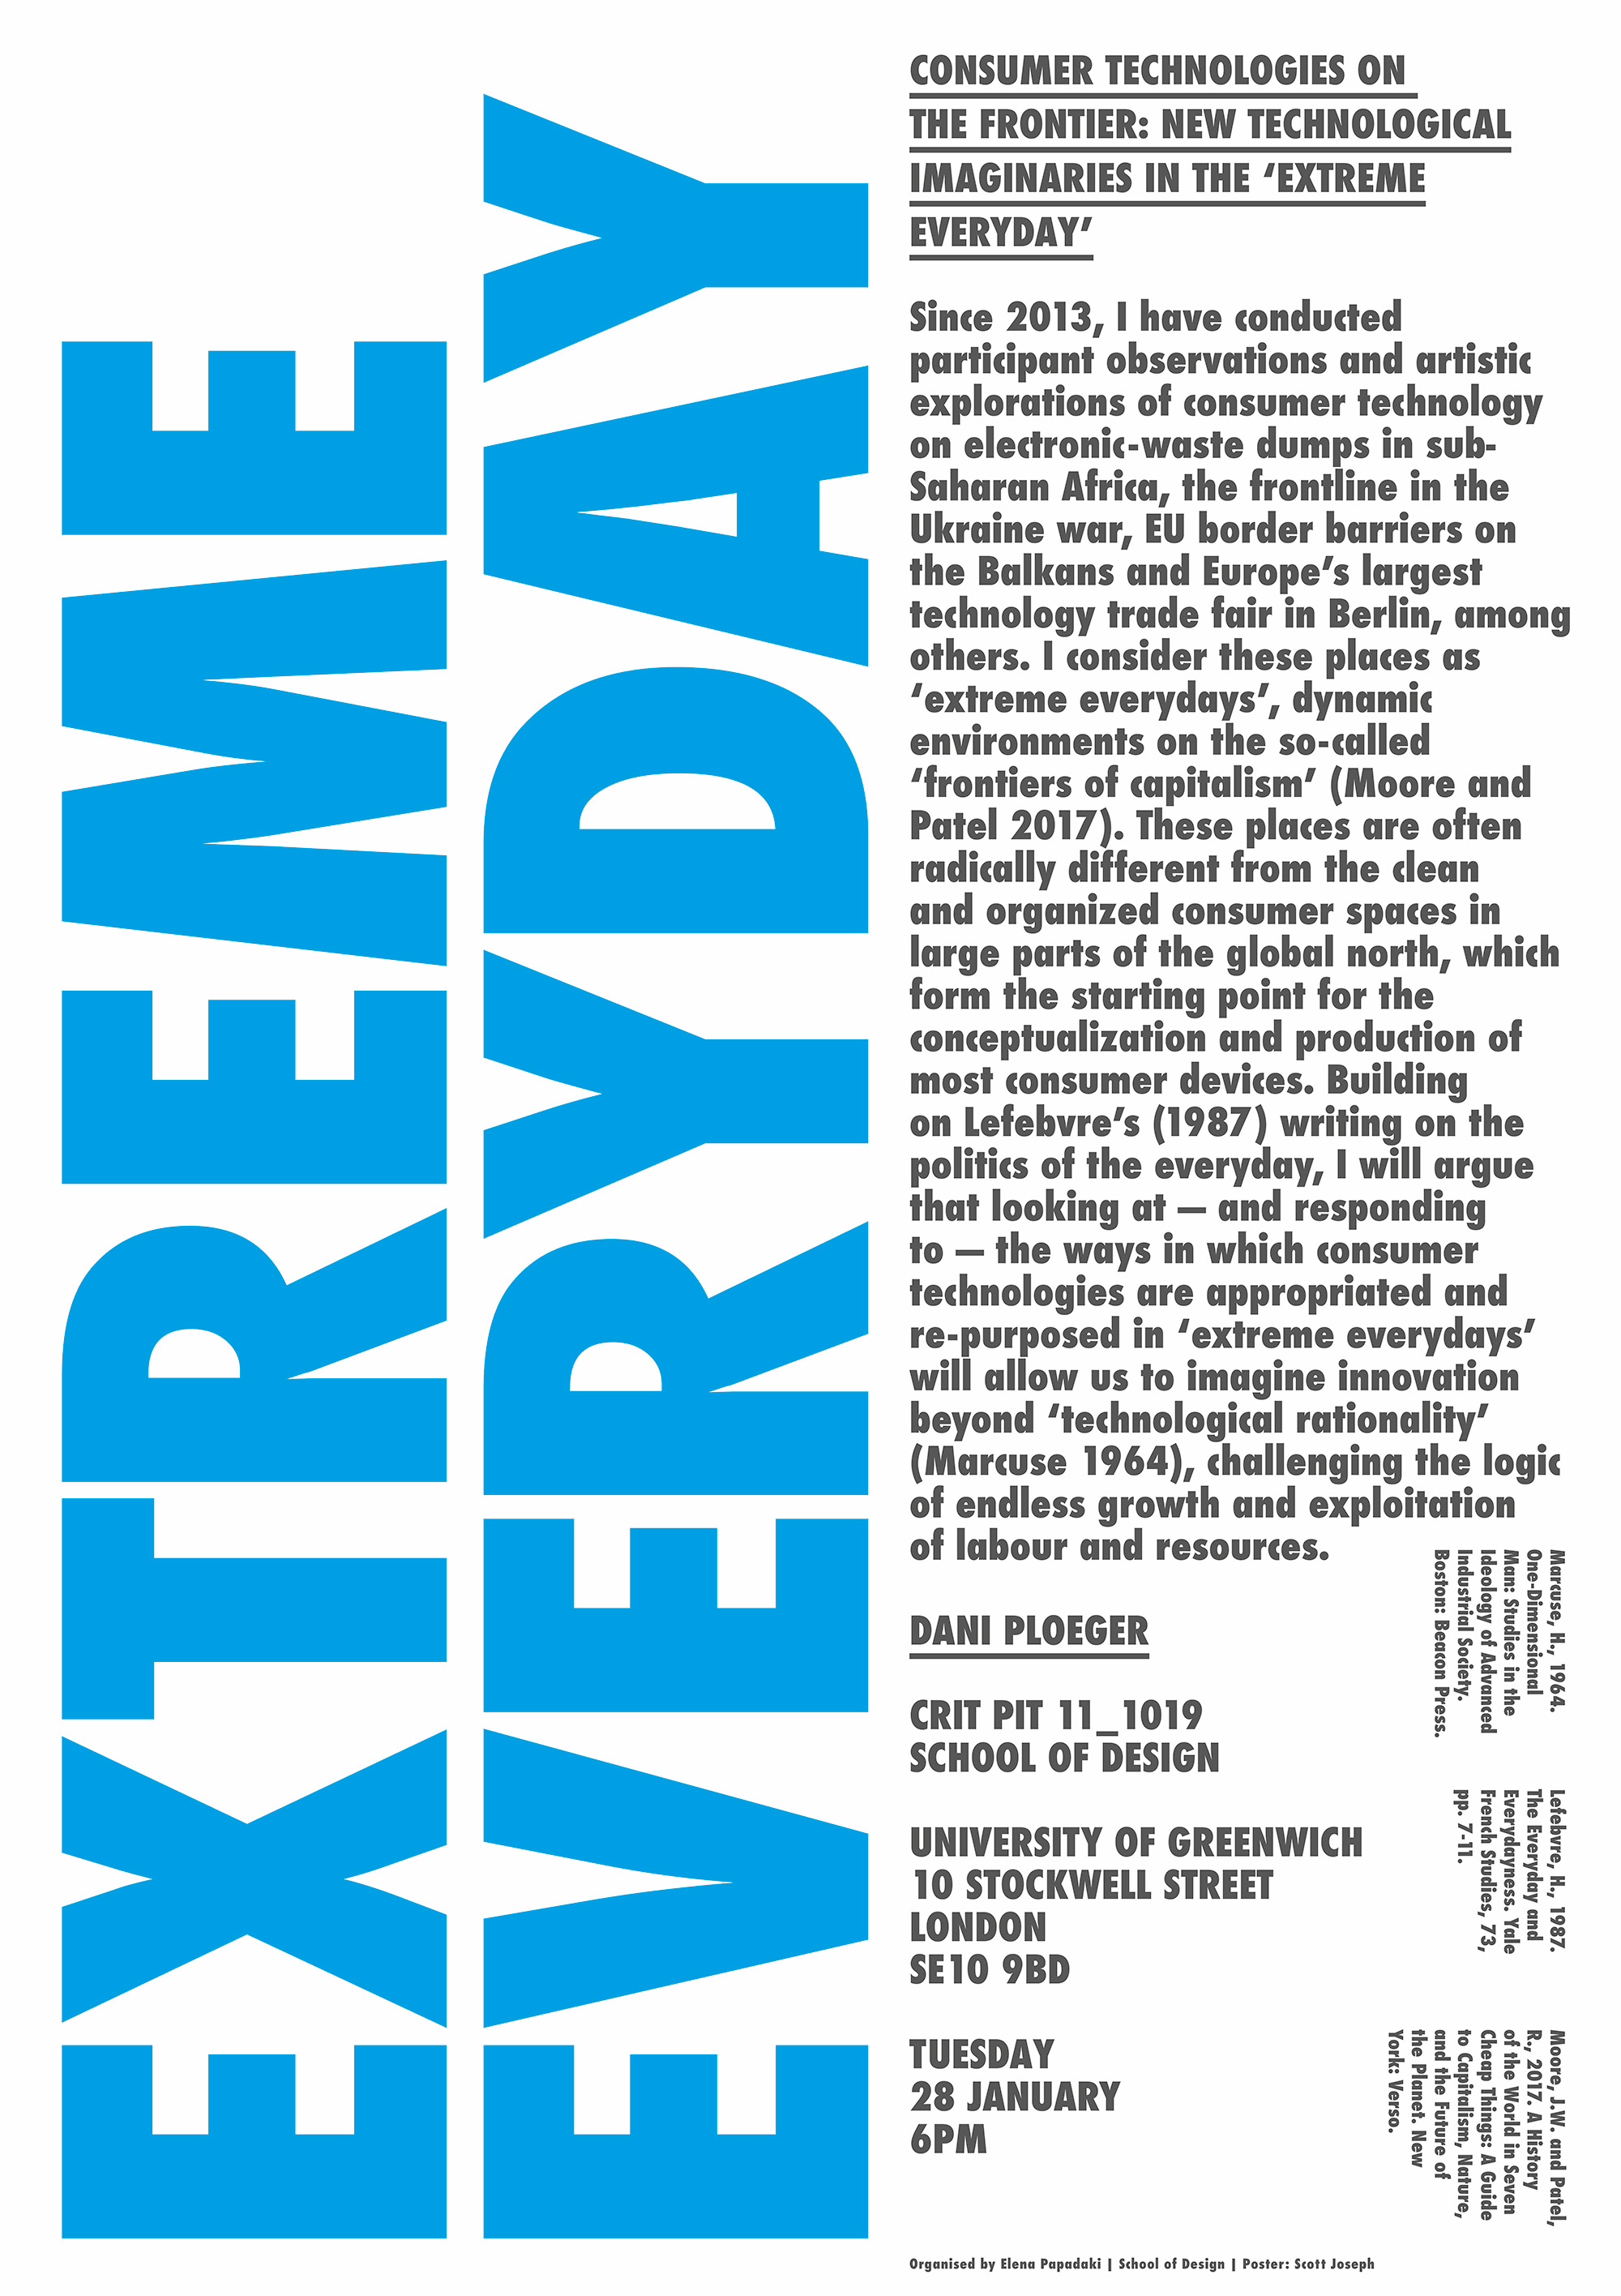 EXTREME
EVERYDAY
CONSUMER TECHNOLOGIES ON
THE FRONTIER: NEW TECHNOLOGICAL
IMAGINARIES IN THE ‘EXTREME
EVERYDAY’
Since 2013, I have conducted
participant observations and artistic
explorations of consumer technology
on electronic-waste dumps in sub-
Saharan Africa, the frontline in the
Ukraine war, EU border barriers on
the Balkans and Europe’s largest
technology trade fair in Berlin, among
others. I consider these places as
‘extreme everydays’, dynamic
environments on the so-called
‘frontiers of capitalism’ (Moore and
Patel 2017). These places are often
radically different from the clean
and organized consumer spaces in
large parts of the global north, which
form the starting point for the
conceptualization and production of
most consumer devices. Building
on Lefebvre’s (1987) writing on the
politics of the everyday, I will argue
that looking at — and responding
to — the ways in which consumer
technologies are appropriated and
re-purposed in ‘extreme everydays’
will allow us to imagine innovation
beyond ‘technological rationality’
(Marcuse 1964), challenging the logic
of endless growth and exploitation
of labour and resources.
DANI PLOEGER
CRIT PIT 11_1019
SCHOOL OF DESIGN
UNIVERSITY OF GREENWICH
10 STOCKWELL STREET
LONDON
SE10 9BD
TUESDAY
28 JANUARY
6PM
Marcuse, H., 1964.
One-Dimensional
Man: Studies in the
Ideology of Advanced
Industrial Society.
Boston: Beacon Press.
Lefebvre, H., 1987.
The Everyday and
Everydayness. Yale
French Studies, 73,
pp. 7-11.
Moore, J.W. and Patel,
R., 2017. A History
of the World in Seven
Cheap Things: A Guide
to Capitalism, Nature,
and the Future of
the Planet. New
York: Verso.
Organised by Elena Papadaki | School of Design | Poster: Scott Joseph